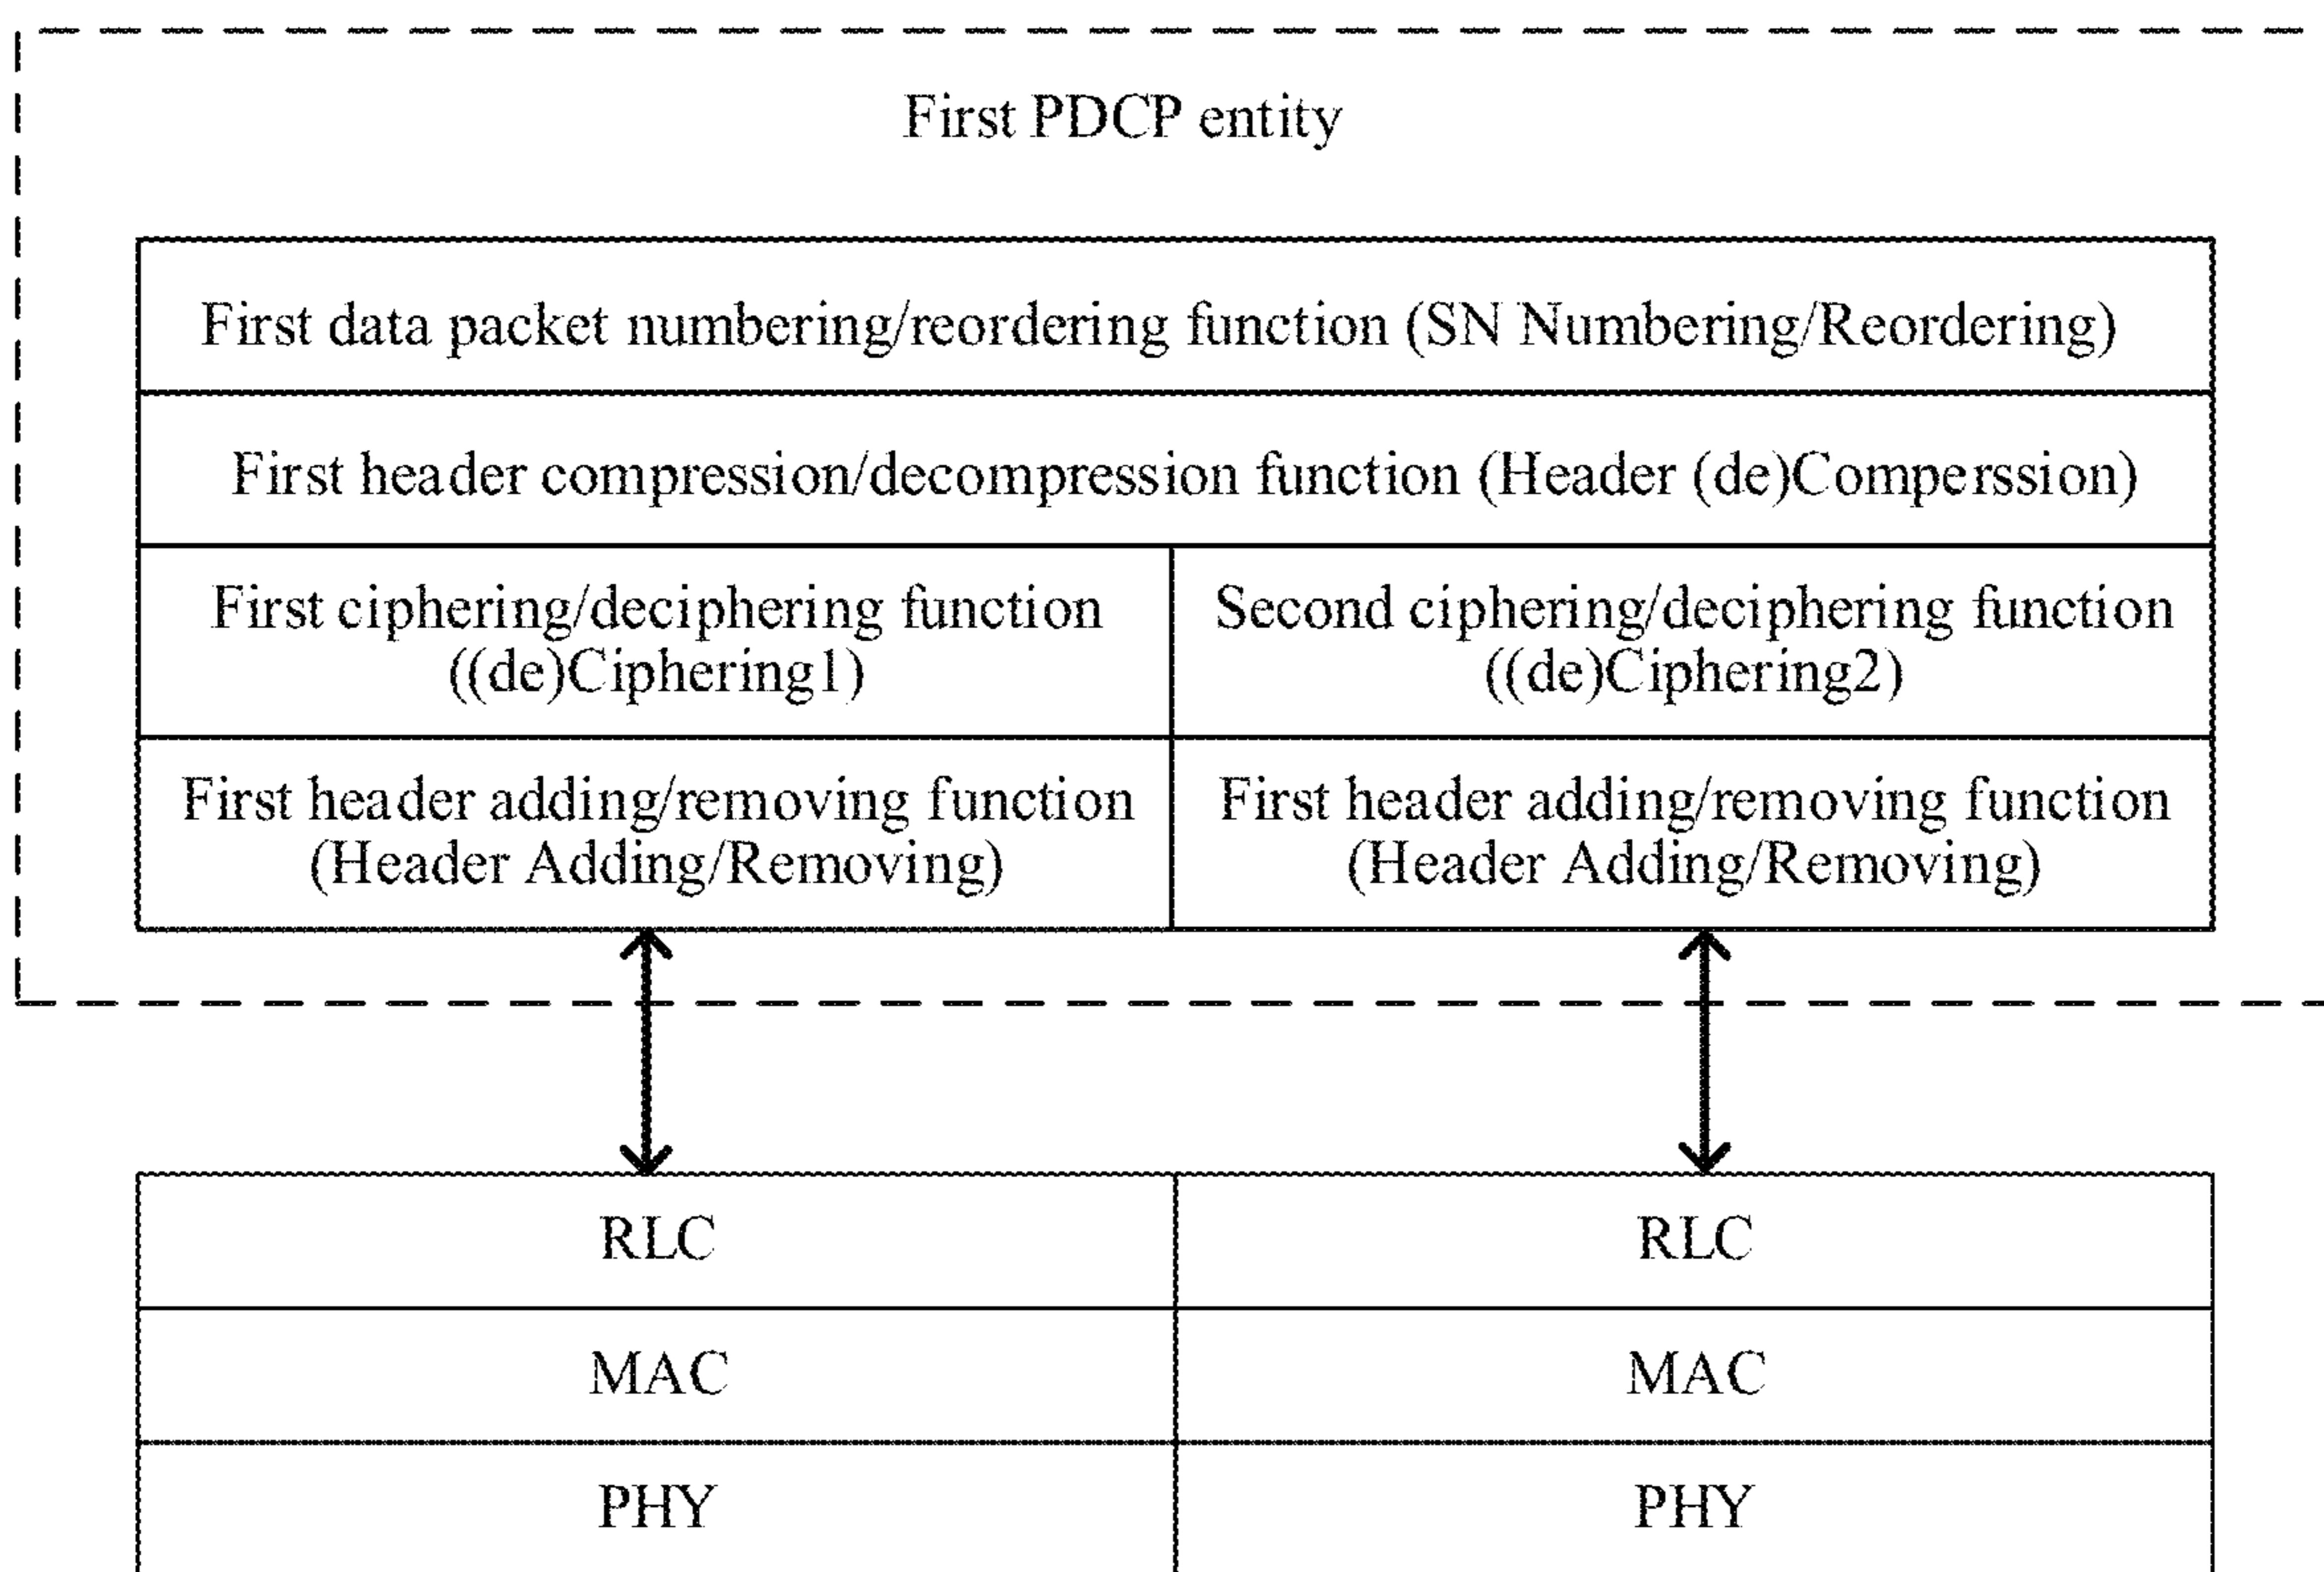 First PDCP entity
First data packet numbering/reordering function (SN Numbering/Reordering)
First header compression/decompression function (Header (de)Comperssion)
First ciphering/deciphering function
((de)Ciphering1)
Second ciphering/deciphering function
((de)Ciphering2)
First header adding/removing function
(Header Adding/Removing)
First header adding/removing function
(Header Adding/Removing)
RLC
RLC
MAC
MAC
PHY
PHY